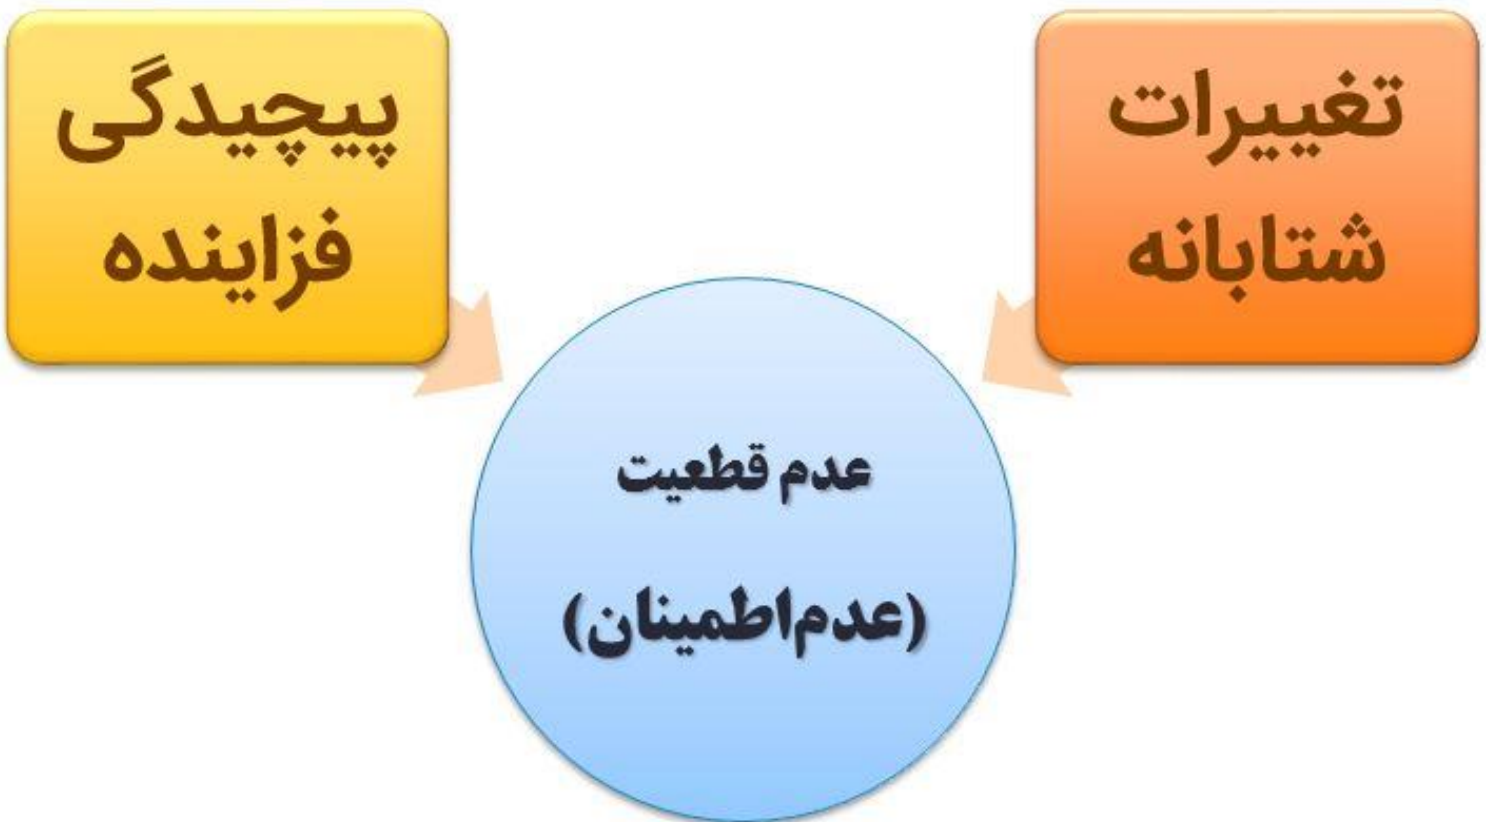 تغییرات
شتابانه
پیچیدگی
فزاینده
عدم قطعیت
(عدم‌اطمینان)